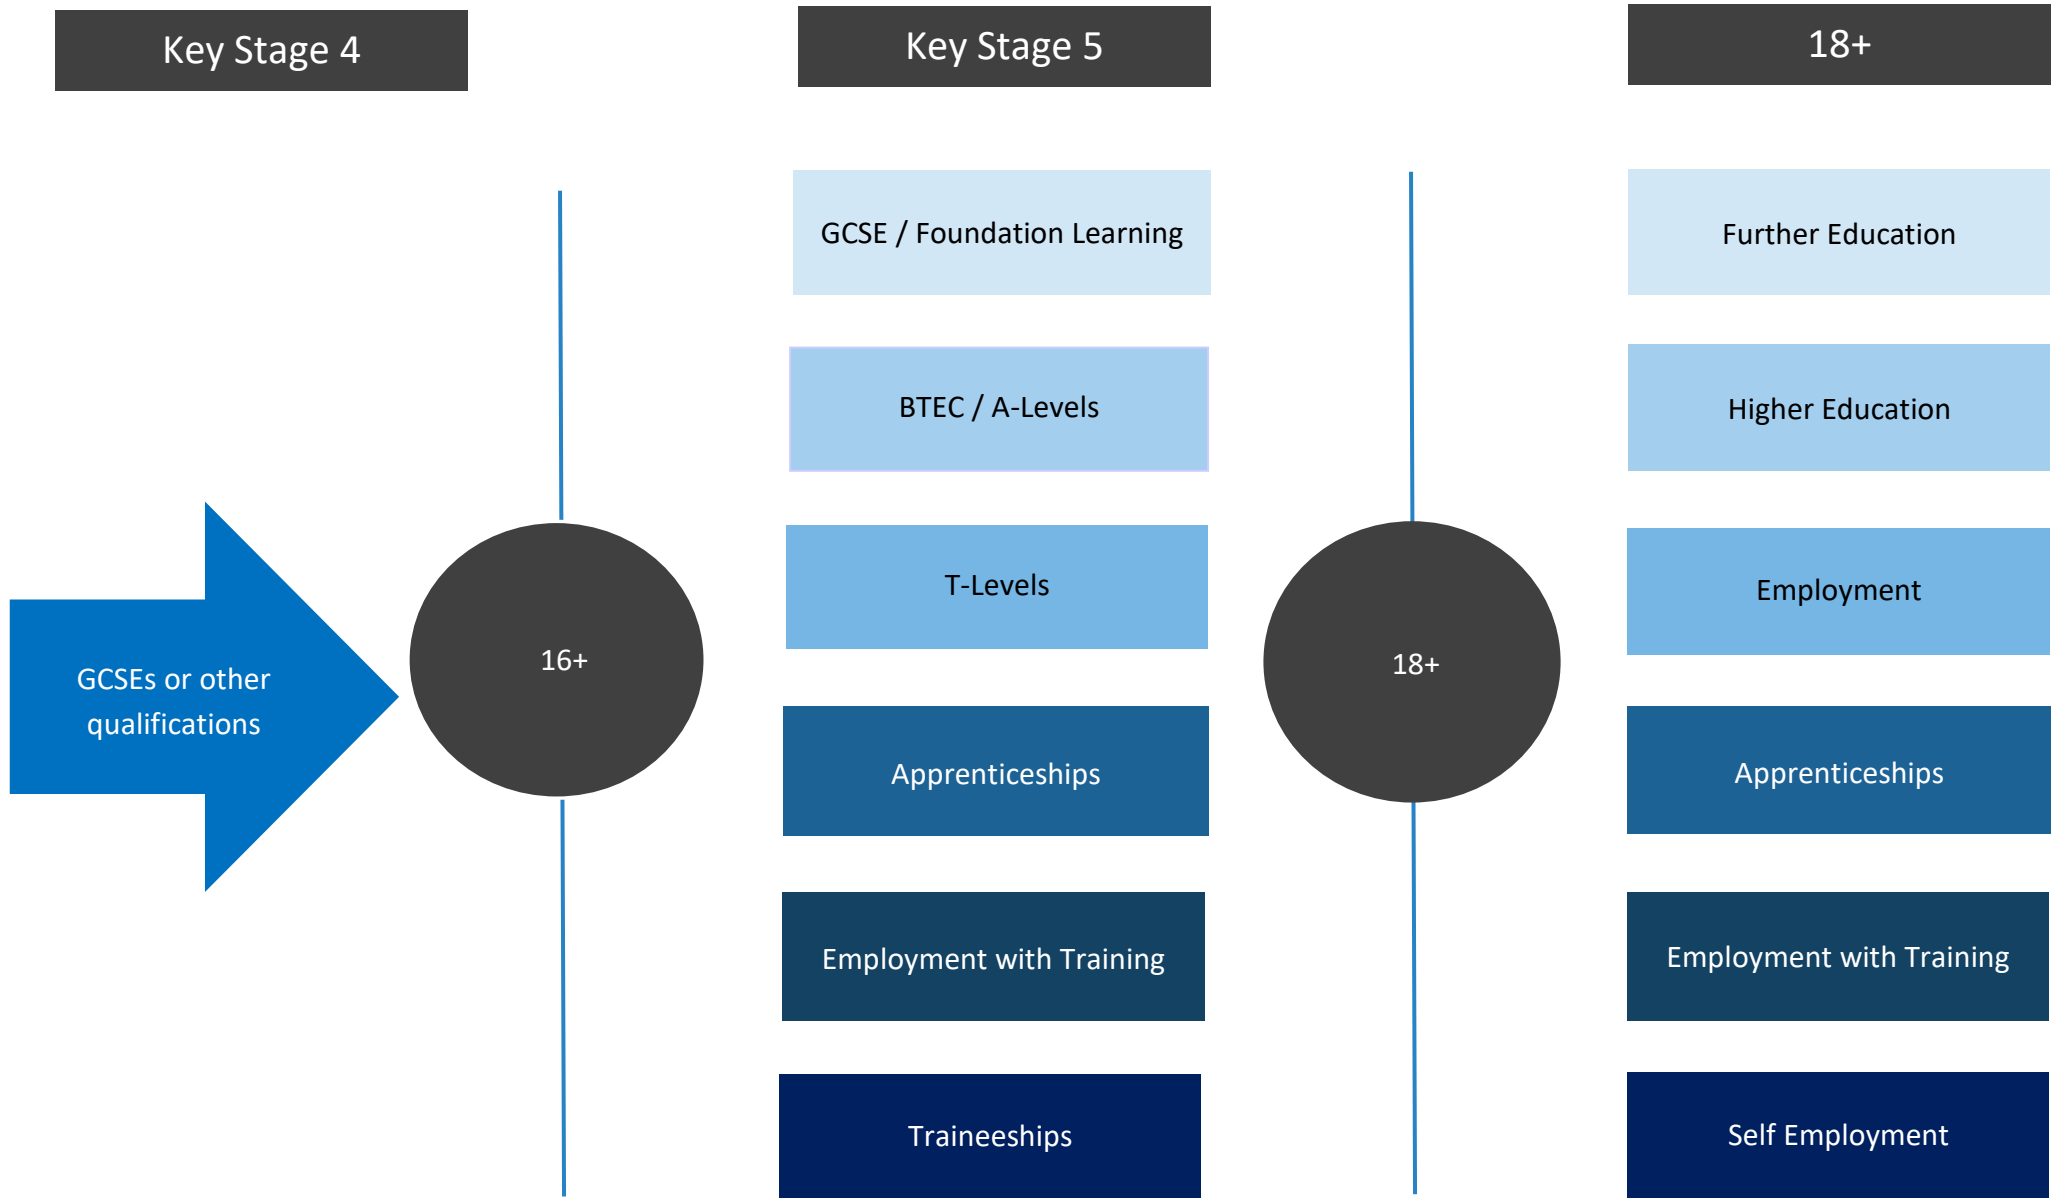 Key Stage 4
Key Stage 5
18+
GCSEs or other
qualifications
16+
GCSE / Foundation Learning
BTEC / A-Levels
T-Levels
Apprenticeships
Employment with Training
Traineeships
18+
Further Education
Higher Education
Employment
Apprenticeships
Employment with Training
Self Employment